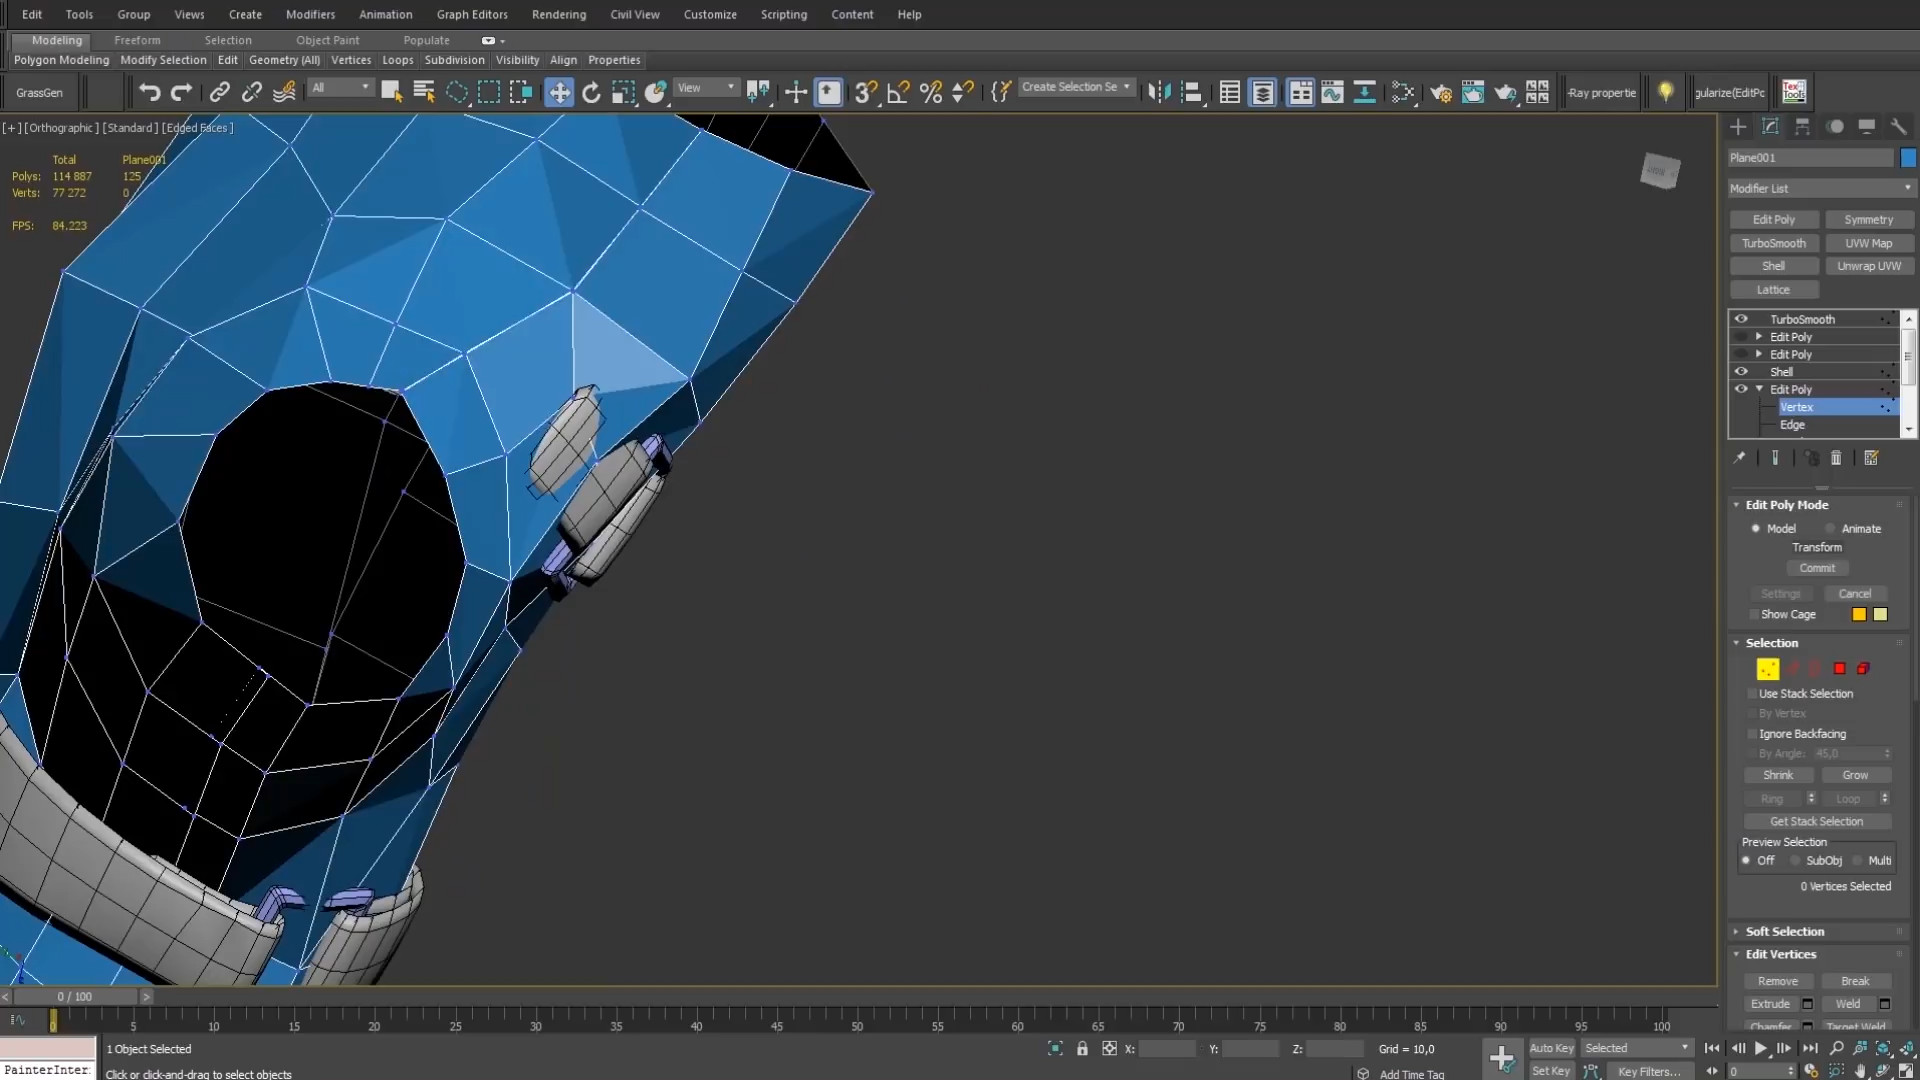 Edit Tools Group Views Create Modifiers Animation Graph Editors Rendering Civil View Customize Scripting Content Help
Modeling Freeform Selection Object Paint Populate
Polygon Modeling Modify Selection Edit Geometry (All) Vertices Loops Subdivision Visibility Align Properties
GrassGen All View Create Selection Se -Ray propertie gularize(EditPc Tex Tools
[+] [Orthographic] [Standard] [Edged Faces]
Total Plane001
Polys: 114 887 125
Verts: 77 272 0
FPS: 84.223
Plane001
Modifier List
Edit Poly Symmetry
TurboSmooth UVW Map
Shell Unwrap UVW
Lattice
TurboSmooth
Edit Poly
Edit Poly
Shell
Edit Poly
Vertex
Edge
Edit Poly Mode
Model Animate
Transform
Commit
Settings Cancel
Show Cage
Selection
Use Stack Selection
By Vertex
Ignore Backfacing
By Angle: 45,0
Shrink Grow
Ring Loop
Get Stack Selection
Preview Selection
Off SubObj Multi
0 Vertices Selected
Soft Selection
Edit Vertices
Remove Break
Extrude Weld
Chamfer Target Weld
< 0 / 100 >
0 5 10 15 20 25 30 35 40 45 50 55 60 65 70 75 80 85 90 95 100
1 Object Selected X: Y: Z: Grid = 10,0 Auto Key Selected
PainterInter: Click or click-and-drag to select objects Add Time Tag Set Key Key Filters... 0